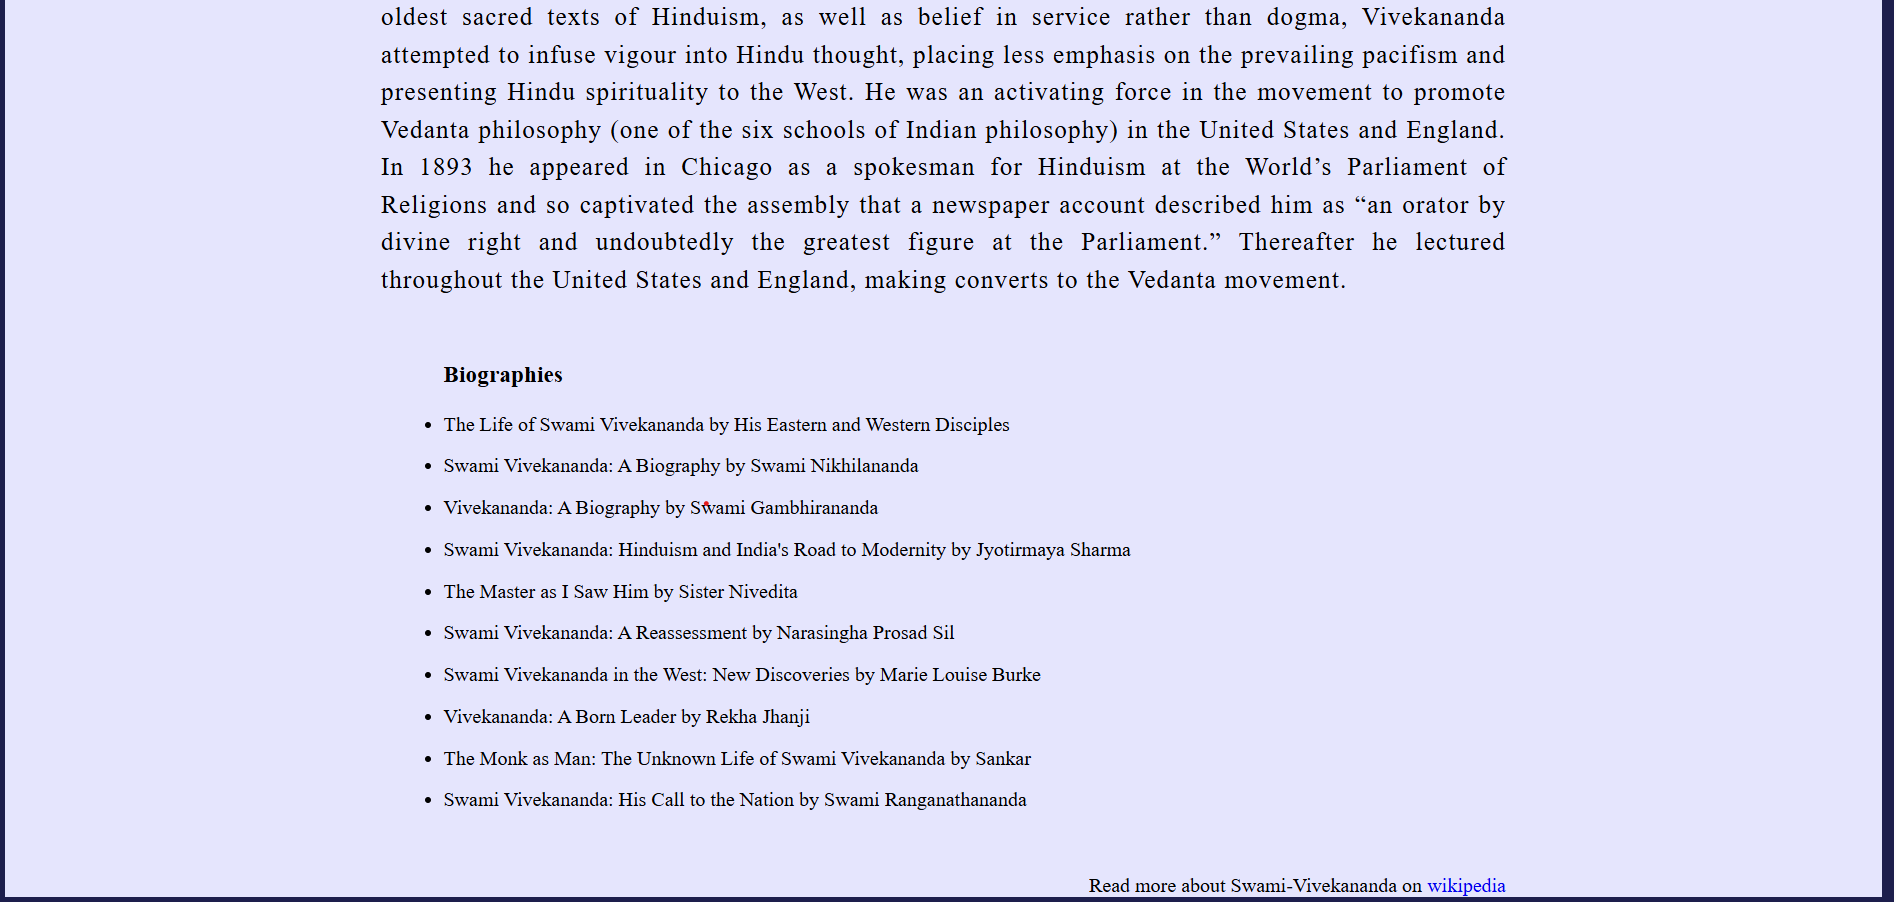 oldest sacred texts of Hinduism, as well as belief in service rather than dogma, Vivekananda
attempted to infuse vigour into Hindu thought, placing less emphasis on the prevailing pacifism and
presenting Hindu spirituality to the West. He was an activating force in the movement to promote
Vedanta philosophy (one of the six schools of Indian philosophy) in the United States and England.
In 1893 he appeared in Chicago as a spokesman for Hinduism at the World’s Parliament of
Religions and so captivated the assembly that a newspaper account described him as “an orator by
divine right and undoubtedly the greatest figure at the Parliament.” Thereafter he lectured
throughout the United States and England, making converts to the Vedanta movement.
Biographies
• The Life of Swami Vivekananda by His Eastern and Western Disciples
• Swami Vivekananda: A Biography by Swami Nikhilananda
• Vivekananda: A Biography by Swami Gambhirananda
• Swami Vivekananda: Hinduism and India's Road to Modernity by Jyotirmaya Sharma
• The Master as I Saw Him by Sister Nivedita
• Swami Vivekananda: A Reassessment by Narasingha Prosad Sil
• Swami Vivekananda in the West: New Discoveries by Marie Louise Burke
• Vivekananda: A Born Leader by Rekha Jhanji
• The Monk as Man: The Unknown Life of Swami Vivekananda by Sankar
• Swami Vivekananda: His Call to the Nation by Swami Ranganathananda
Read more about Swami-Vivekananda on wikipedia